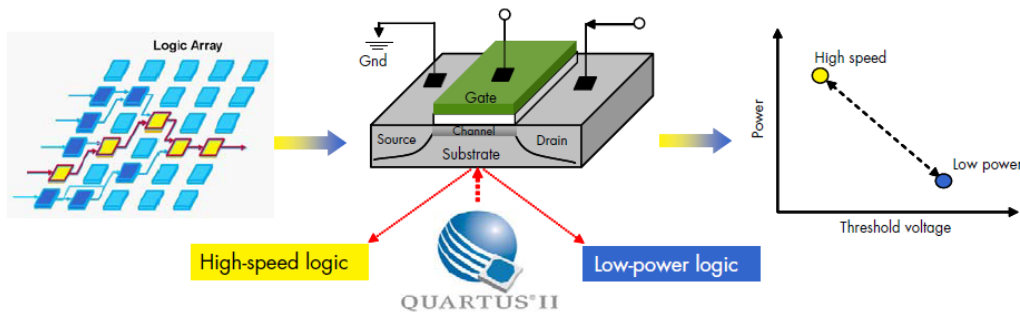 Logic Array
Gnd
Gate
Source
Channel
Drain
Substrate
High-speed logic
Low-power logic
QUARTUS® II
Power
High speed
Low power
Threshold voltage